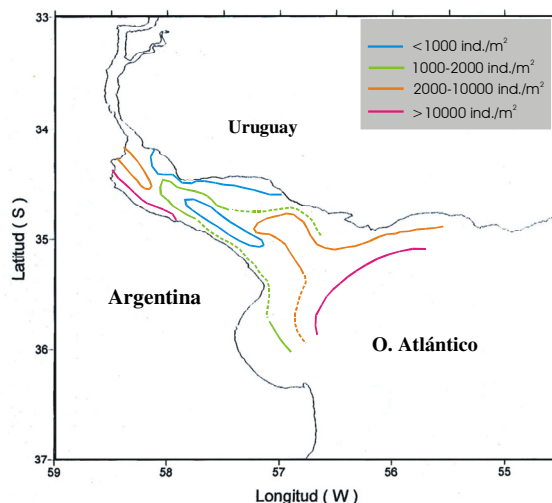 33
34
35
36
37
59
58
57
56
55
Latitud ( S )
Longitud ( W )
<1000 ind./m²
1000-2000 ind./m²
2000-10000 ind./m²
>10000 ind./m²
Uruguay
Argentina
O. Atlántico